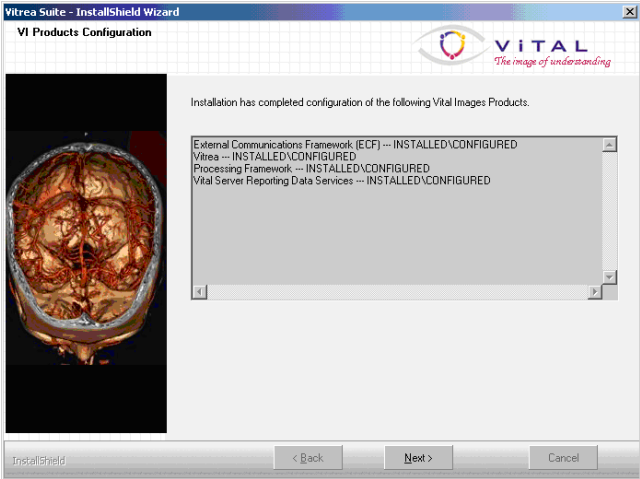 Vitrea Suite - InstallShield Wizard
VI Products Configuration
ViTAL
The image of understanding
Installation has completed configuration of the following Vital Images Products.
External Communications Framework (ECF) --- INSTALLED\CONFIGURED
Vitrea --- INSTALLED\CONFIGURED
Processing Framework --- INSTALLED\CONFIGURED
Vital Server Reporting Data Services --- INSTALLED\CONFIGURED
InstallShield
< Back
Next >
Cancel